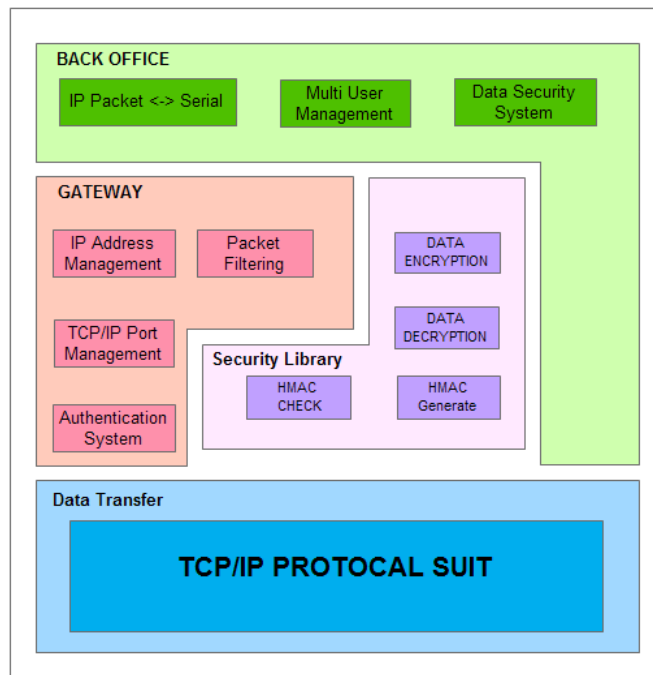 BACK OFFICE
IP Packet <-> Serial
Multi User
Management
Data Security
System
GATEWAY
IP Address
Management
Packet
Filtering
TCP/IP Port
Management
Authentication
System
DATA
ENCRYPTION
DATA
DECRYPTION
Security Library
HMAC
CHECK
HMAC
Generate
Data Transfer
TCP/IP PROTOCAL SUIT